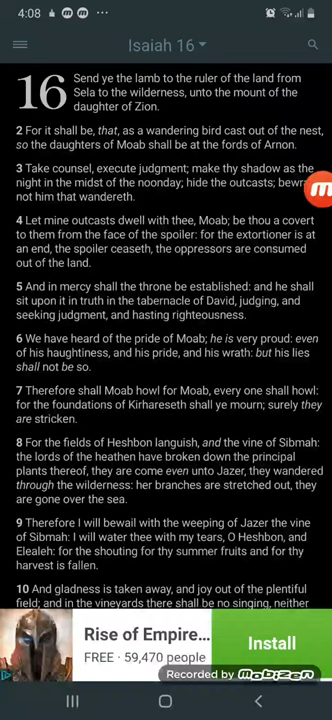 4:08
Isaiah 16
16 Send ye the lamb to the ruler of the land from
Sela to the wilderness, unto the mount of the
daughter of Zion.
2 For it shall be, that, as a wandering bird cast out of the nest,
so the daughters of Moab shall be at the fords of Arnon.
3 Take counsel, execute judgment; make thy shadow as the
night in the midst of the noonday; hide the outcasts; bewra
not him that wandereth.
4 Let mine outcasts dwell with thee, Moab; be thou a covert
to them from the face of the spoiler: for the extortioner is at
an end, the spoiler ceaseth, the oppressors are consumed
out of the land.
5 And in mercy shall the throne be established: and he shall
sit upon it in truth in the tabernacle of David, judging, and
seeking judgment, and hasting righteousness.
6 We have heard of the pride of Moab; he is very proud: even
of his haughtiness, and his pride, and his wrath: but his lies
shall not be so.
7 Therefore shall Moab howl for Moab, every one shall howl:
for the foundations of Kirhareseth shall ye mourn; surely they
are stricken.
8 For the fields of Heshbon languish, and the vine of Sibmah:
the lords of the heathen have broken down the principal
plants thereof, they are come even unto Jazer, they wandered
through the wilderness: her branches are stretched out, they
are gone over the sea.
9 Therefore I will bewail with the weeping of Jazer the vine
of Sibmah: I will water thee with my tears, O Heshbon, and
Elealeh: for the shouting for thy summer fruits and for thy
harvest is fallen.
10 And gladness is taken away, and joy out of the plentiful
field; and in the vineyards there shall be no singing, neither
Rise of Empire...
FREE · 59,470 people
Install
Recorded by mobizen